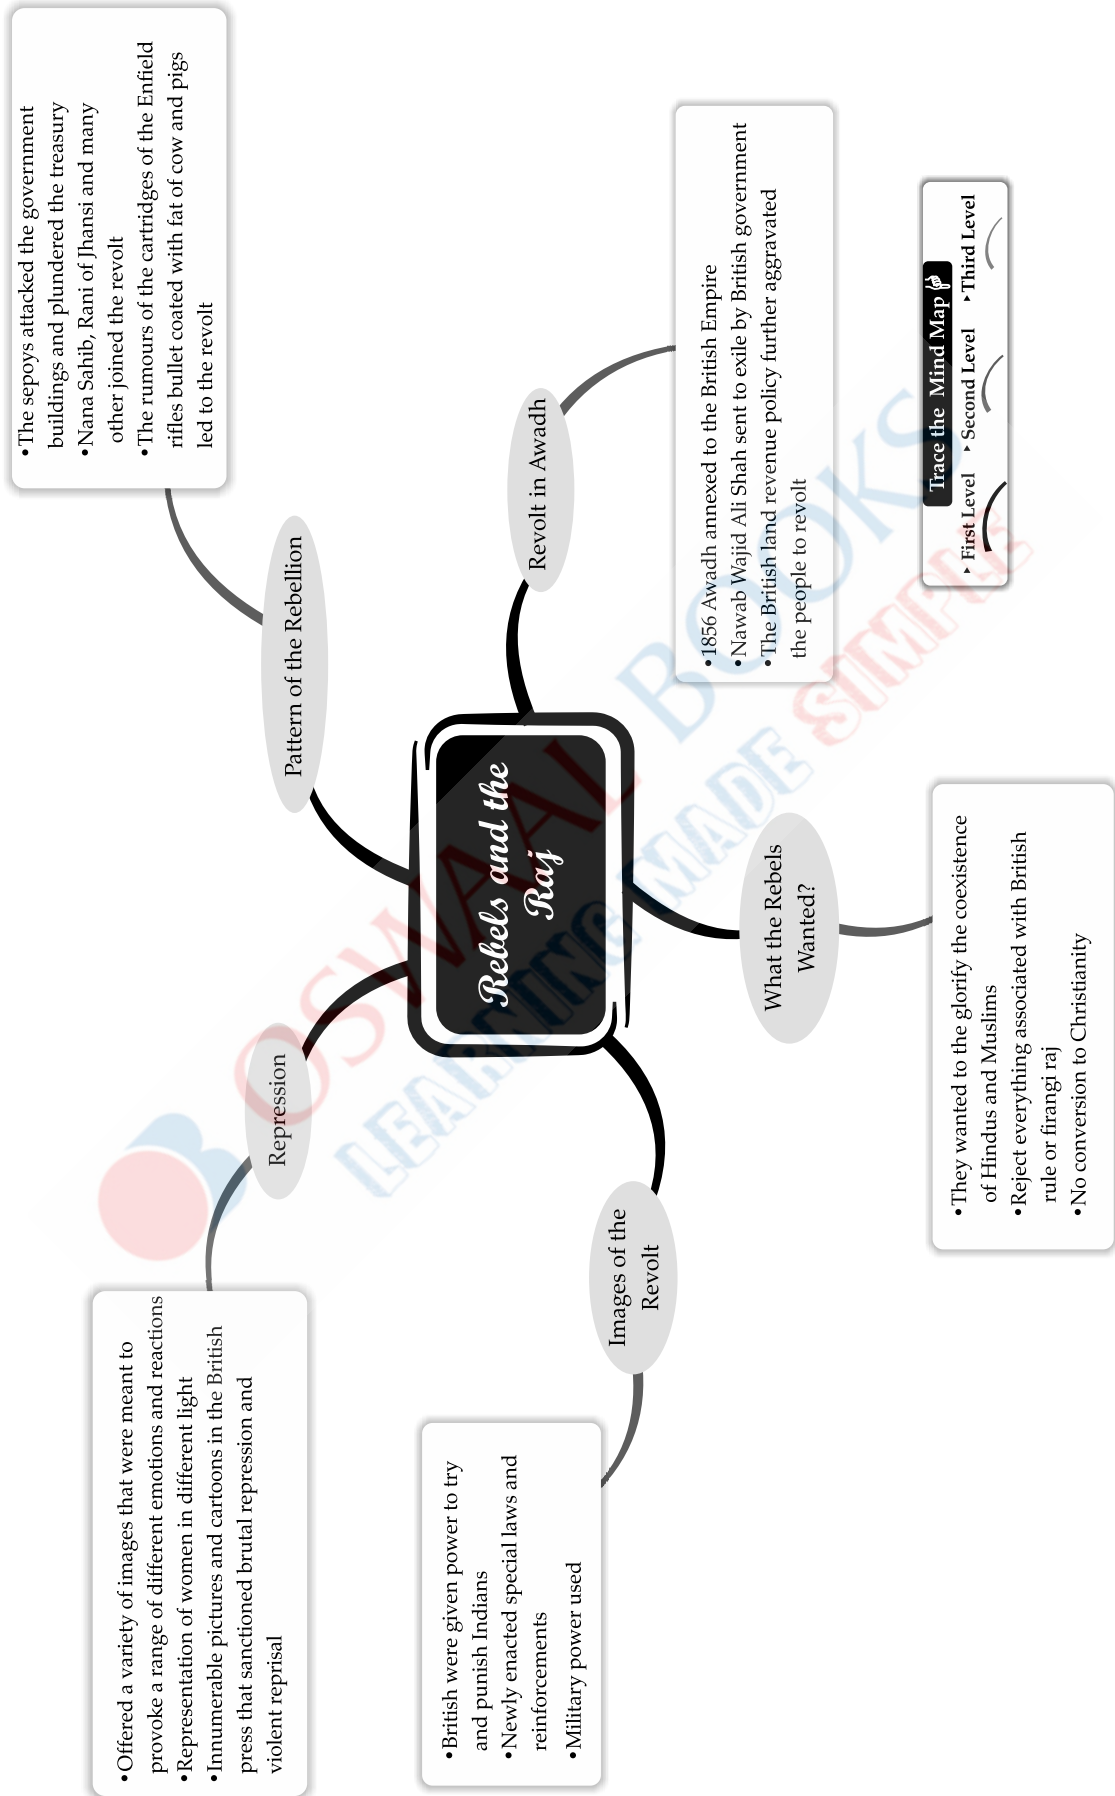 Rebels and the
Raj
Pattern of the Rebellion
•The sepoys attacked the government
buildings and plundered the treasury
•Nana Sahib, Rani of Jhansi and many
other joined the revolt
•The rumours of the cartridges of the Enfield
rifles bullet coated with fat of cow and pigs
led to the revolt
Revolt in Awadh
•1856 Awadh annexed to the British Empire
•Nawab Wajid Ali Shah sent to exile by British government
•The British land revenue policy further aggravated
the people to revolt
What the Rebels
Wanted?
•They wanted to the glorify the coexistence
of Hindus and Muslims
•Reject everything associated with British
rule or firangi raj
•No conversion to Christianity
Images of the
Revolt
•British were given power to try
and punish Indians
•Newly enacted special laws and
reinforcements
•Military power used
Repression
•Offered a variety of images that were meant to
provoke a range of different emotions and reactions
•Representation of women in different light
•Innumerable pictures and cartoons in the British
press that sanctioned brutal repression and
violent reprisal
Trace the Mind Map
▸First Level ▸Second Level ▸Third Level
OSWAAL BOOKS
LEARNING MADE SIMPLE